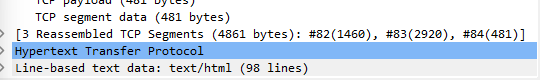 TCP payload (481 bytes)
TCP segment data (481 bytes)
[3 Reassembled TCP Segments (4861 bytes): #82(1460), #83(2920), #84(481)]
Hypertext Transfer Protocol
Line-based text data: text/html (98 lines)